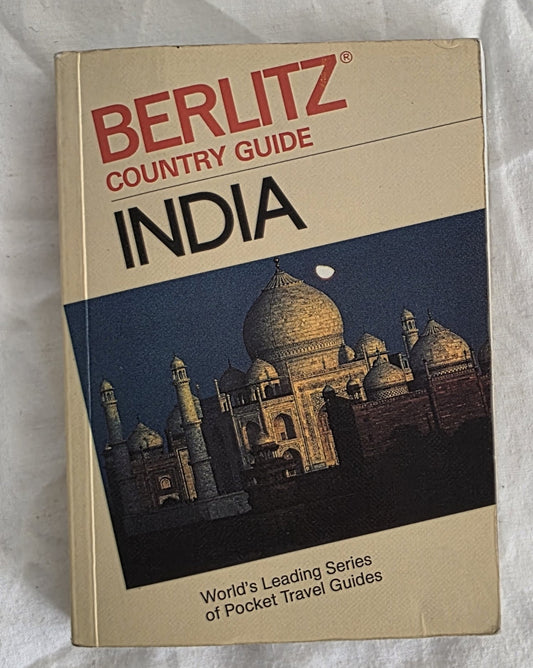 BERLITZ®
COUNTRY GUIDE
INDIA
World's Leading Series
of Pocket Travel Guides